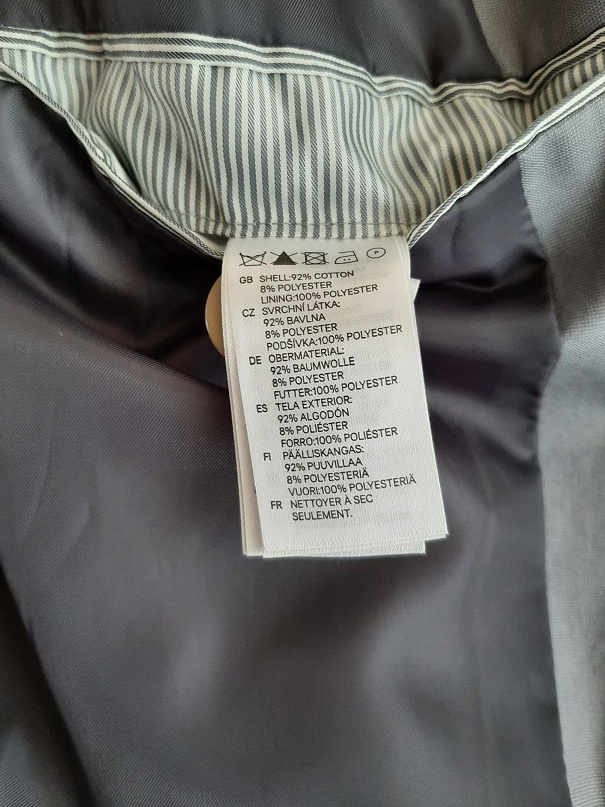 P
GB SHELL:92% COTTON
8% POLYESTER
LINING:100% POLYESTER
CZ SVRCHNÍ LÁTKA:
92% BAVLNA
8% POLYESTER
PODŠÍVKA:100% POLYESTER
DE OBERMATERIAL:
92% BAUMWOLLE
8% POLYESTER
FUTTER:100% POLYESTER
ES TELA EXTERIOR:
92% ALGODÓN
8% POLIÉSTER
FORRO:100% POLIÉSTER
FI PÄÄLLISKANGAS:
92% PUUVILLAA
8% POLYESTERIÄ
VUORI:100% POLYESTERIÄ
FR NETTOYER À SEC
SEULEMENT.